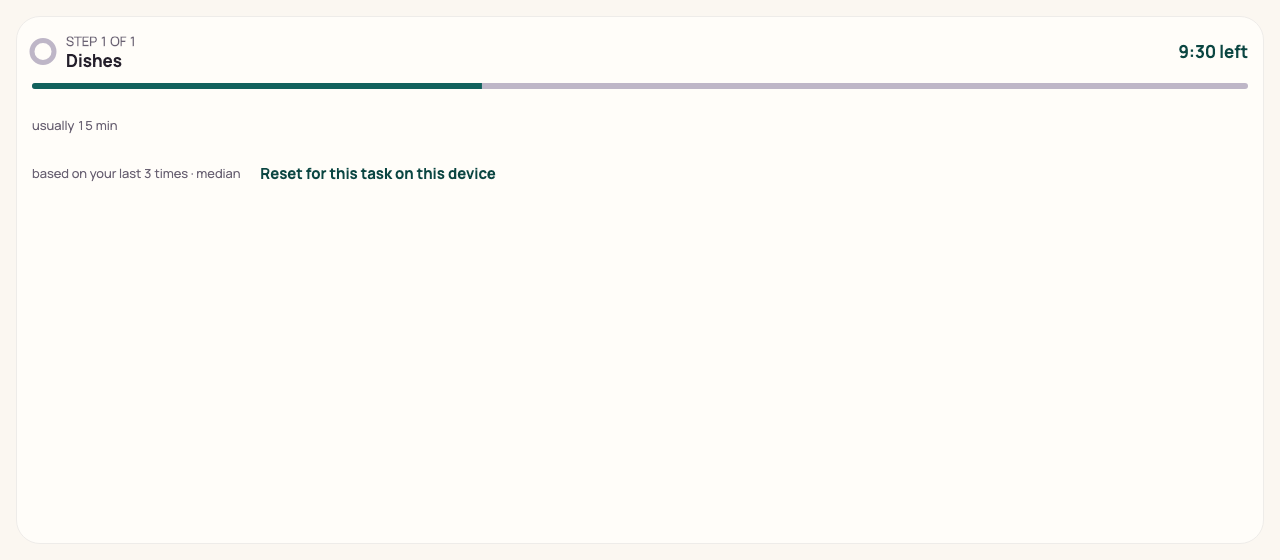 STEP 1 OF 1
Dishes
9:30 left
usually 15 min
based on your last 3 times · median
Reset for this task on this device